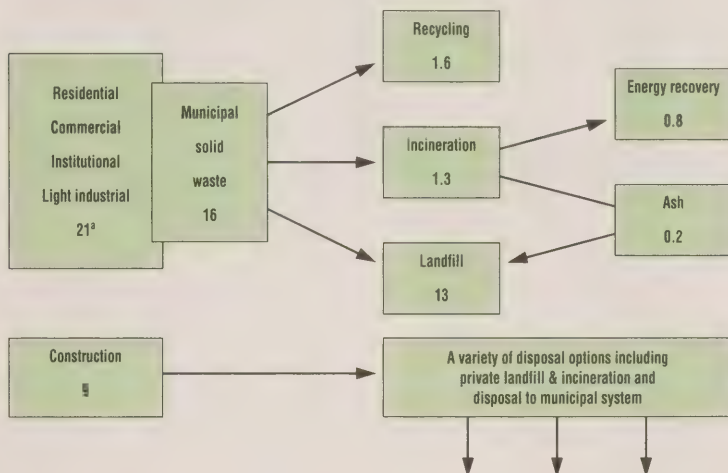 Residential
Commercial
Institutional
Light industrial
21ª
Municipal
solid
waste
16
Recycling
1.6
Incineration
1.3
Landfill
13
Energy recovery
0.8
Ash
0.2
Construction
A variety of disposal options including
private landfill & incineration and
disposal to municipal system